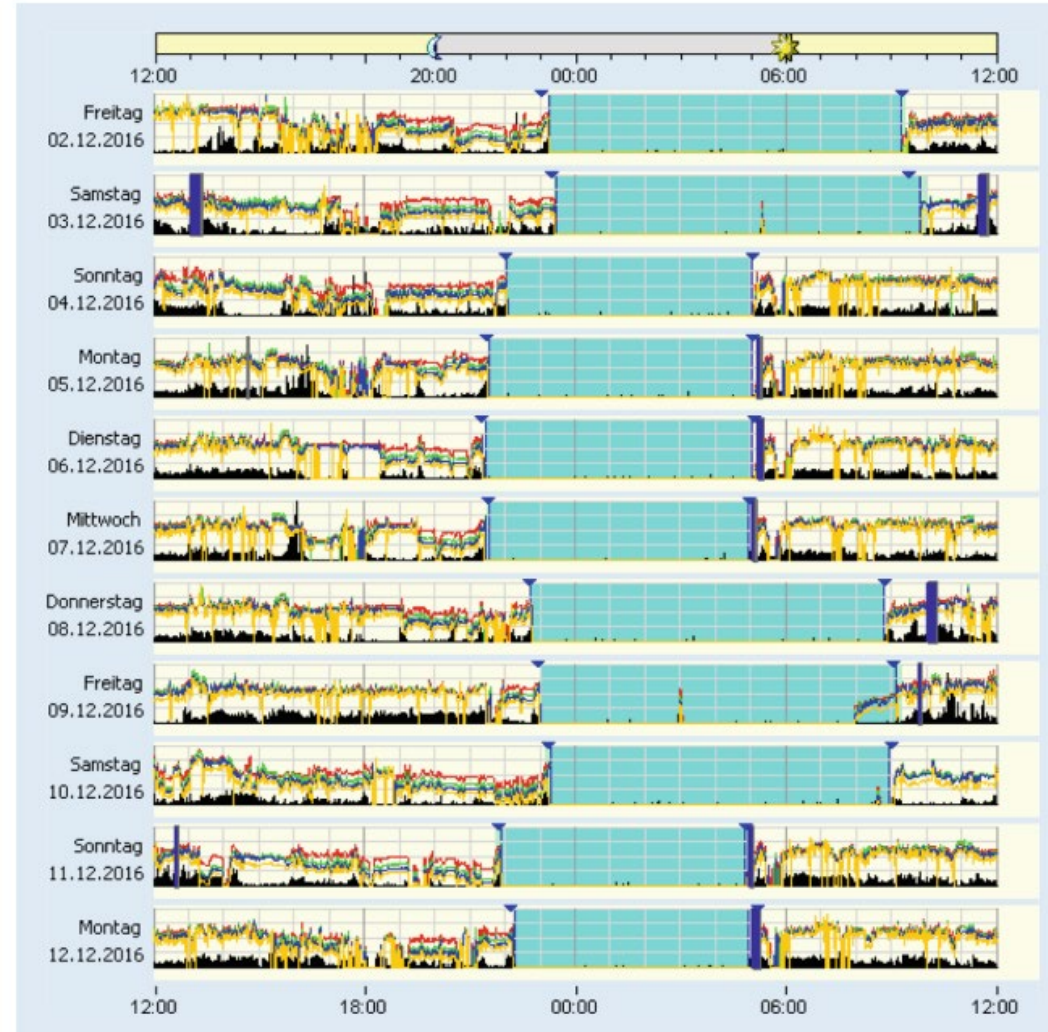 12:00 20:00 00:00 06:00 12:00
Freitag
02.12.2016
Samstag
03.12.2016
Sonntag
04.12.2016
Montag
05.12.2016
Dienstag
06.12.2016
Mittwoch
07.12.2016
Donnerstag
08.12.2016
Freitag
09.12.2016
Samstag
10.12.2016
Sonntag
11.12.2016
Montag
12.12.2016
12:00 18:00 00:00 06:00 12:00